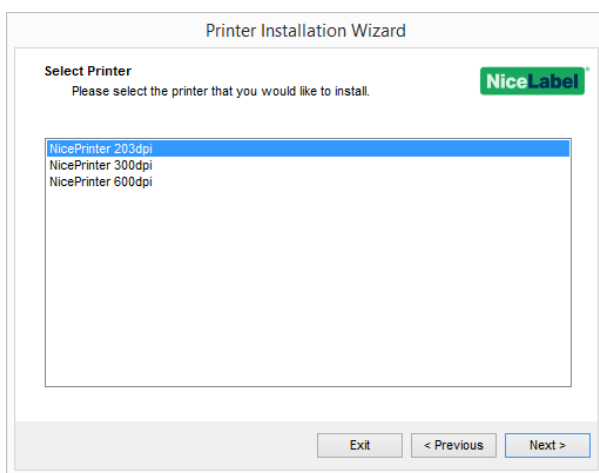 Printer Installation Wizard
Select Printer
Please select the printer that you would like to install.
NiceLabel
NicePrinter 203dpi
NicePrinter 300dpi
NicePrinter 600dpi
Exit
< Previous
Next >